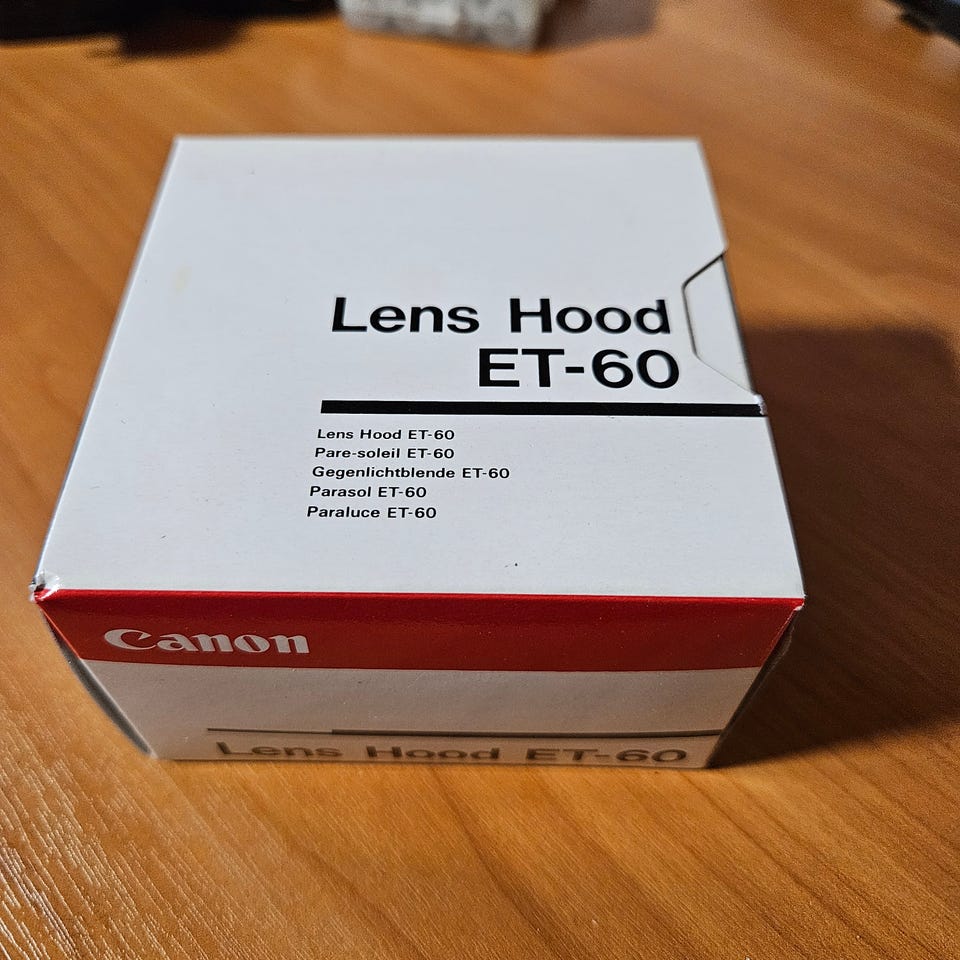 Lens Hood
ET-60
Lens Hood ET-60
Pare-soleil ET-60
Gegenlichtblende ET-60
Parasol ET-60
Paraluce ET-60
Canon
Lens Hood ET-60